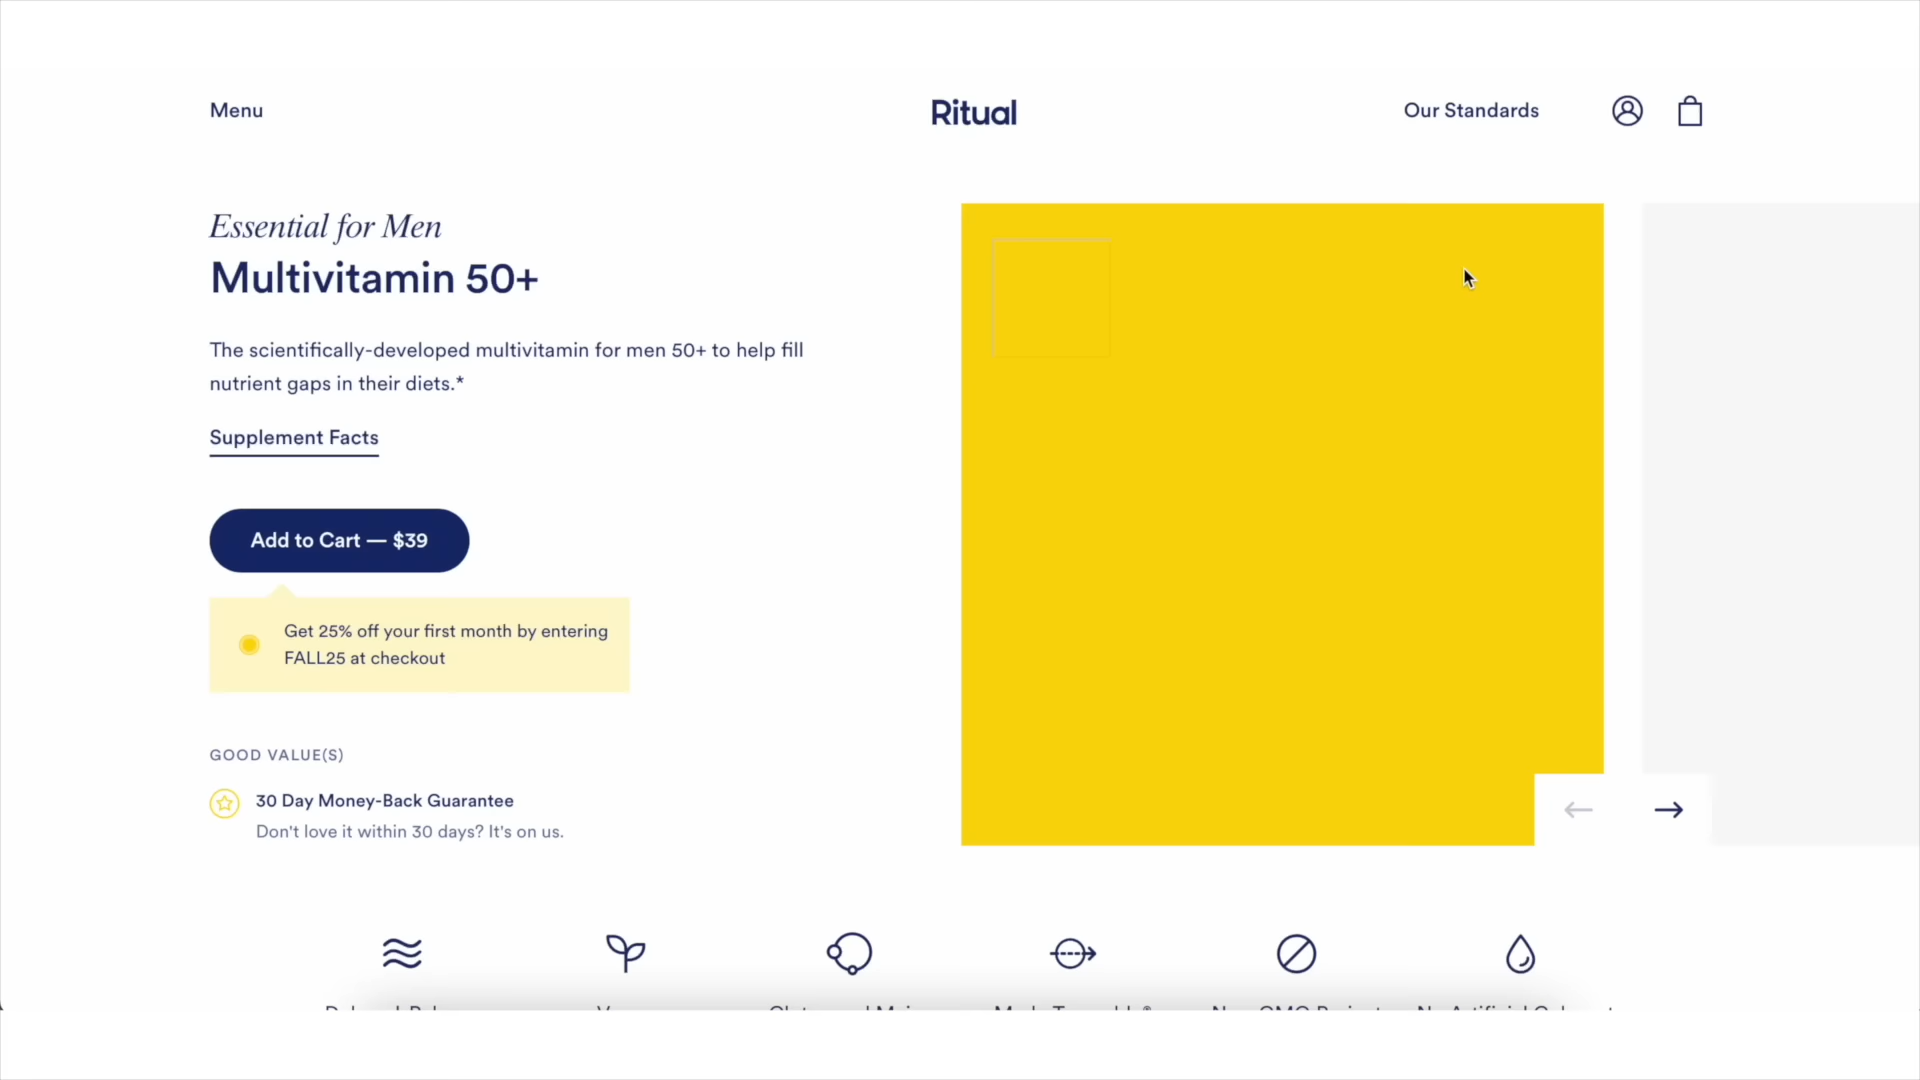 Menu
Ritual
Our Standards
Essential for Men
Multivitamin 50+
The scientifically-developed multivitamin for men 50+ to help fill
nutrient gaps in their diets.*
Supplement Facts
Add to Cart — $39
Get 25% off your first month by entering
FALL25 at checkout
GOOD VALUE(S)
30 Day Money-Back Guarantee
Don't love it within 30 days? It's on us.